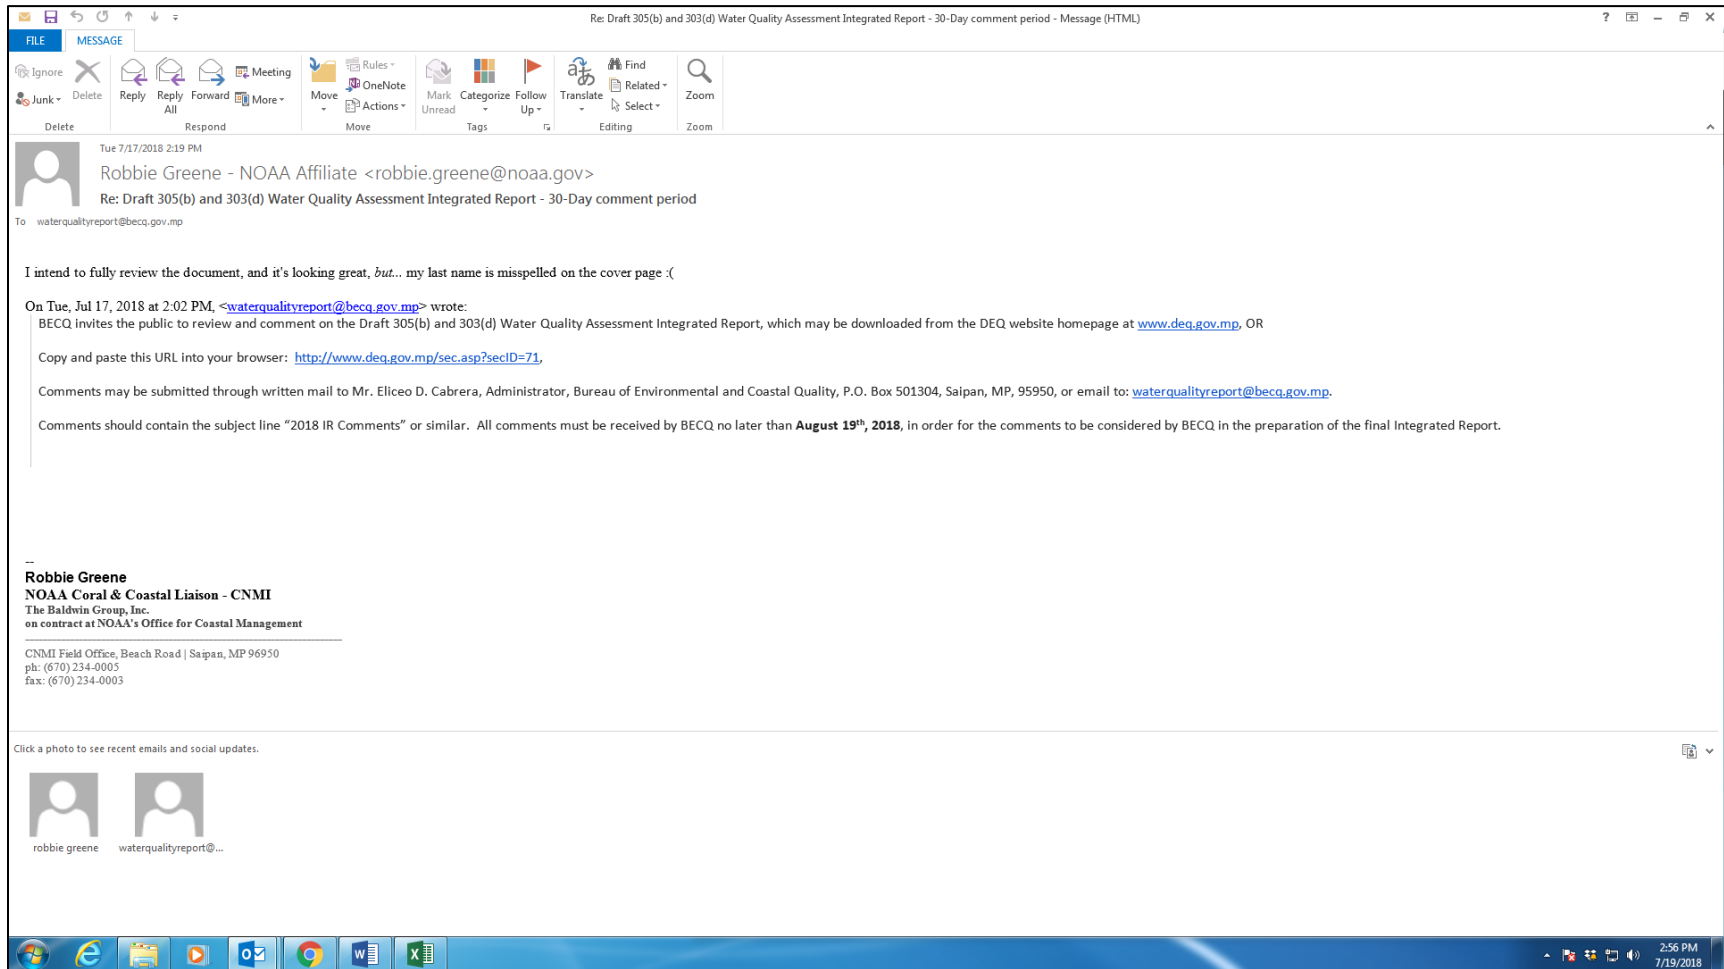 Re: Draft 305(b) and 303(d) Water Quality Assessment Integrated Report - 30-Day comment period - Message (HTML)
FILE MESSAGE
Ignore
Junk
Delete
Reply
Reply All
Forward
Meeting
More
Move
Rules
OneNote
Actions
Mark Unread
Categorize
Follow Up
Translate
Find
Related
Select
Zoom
Delete Respond Move Tags Editing Zoom
Tue 7/17/2018 2:19 PM
Robbie Greene - NOAA Affiliate <robbie.greene@noaa.gov>
Re: Draft 305(b) and 303(d) Water Quality Assessment Integrated Report - 30-Day comment period
To waterqualityreport@becq.gov.mp
I intend to fully review the document, and it's looking great, but... my last name is misspelled on the cover page :(
On Tue, Jul 17, 2018 at 2:02 PM, <waterqualityreport@becq.gov.mp> wrote:
BECQ invites the public to review and comment on the Draft 305(b) and 303(d) Water Quality Assessment Integrated Report, which may be downloaded from the DEQ website homepage at www.deq.gov.mp, OR
Copy and paste this URL into your browser: http://www.deq.gov.mp/sec.asp?secID=71,
Comments may be submitted through written mail to Mr. Eliceo D. Cabrera, Administrator, Bureau of Environmental and Coastal Quality, P.O. Box 501304, Saipan, MP, 95950, or email to: waterqualityreport@becq.gov.mp.
Comments should contain the subject line “2018 IR Comments” or similar. All comments must be received by BECQ no later than August 19th, 2018, in order for the comments to be considered by BECQ in the preparation of the final Integrated Report.
--
Robbie Greene
NOAA Coral & Coastal Liaison - CNMI
The Baldwin Group, Inc.
on contract at NOAA's Office for Coastal Management
CNMI Field Office, Beach Road | Saipan, MP 96950
ph: (670) 234-0005
fax: (670) 234-0003
Click a photo to see recent emails and social updates.
robbie greene waterqualityreport@...
2:56 PM
7/19/2018